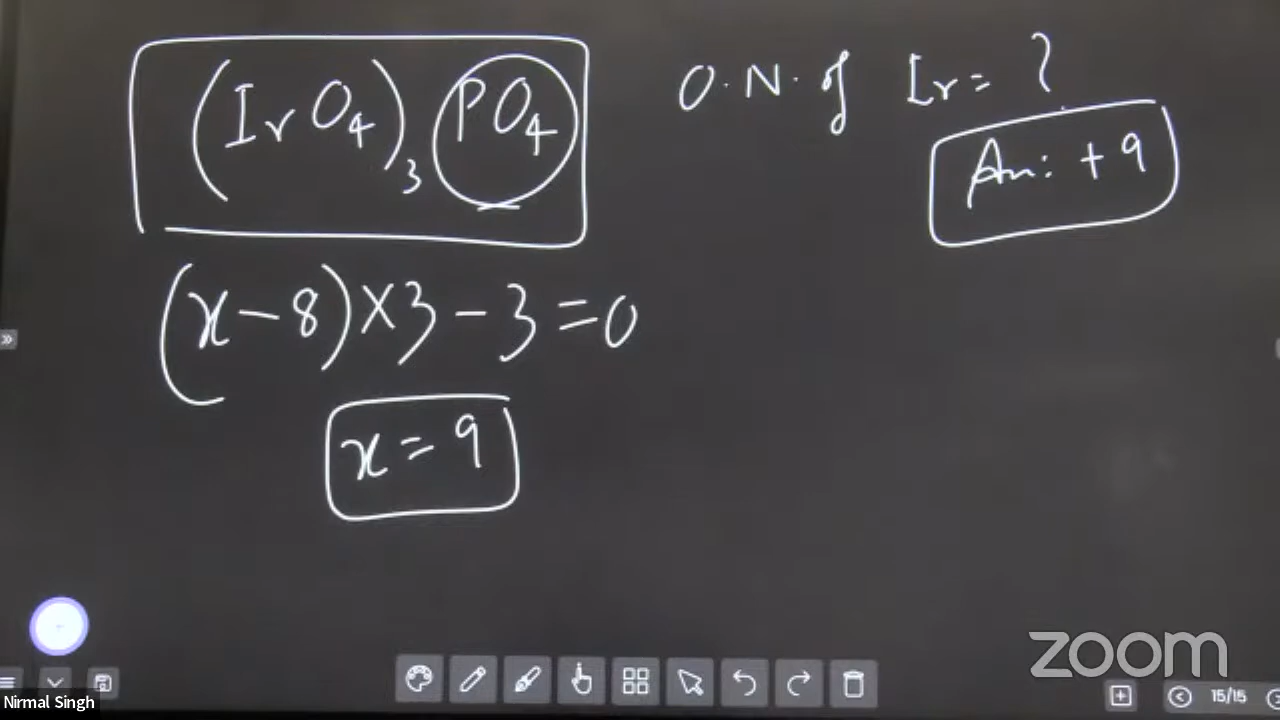 (IrO₄)₃ PO₄
O.N. of Ir = ?
Ans: +9
(x - 8) × 3 - 3 = 0
x = 9
zoom
15/15
Nirmal Singh